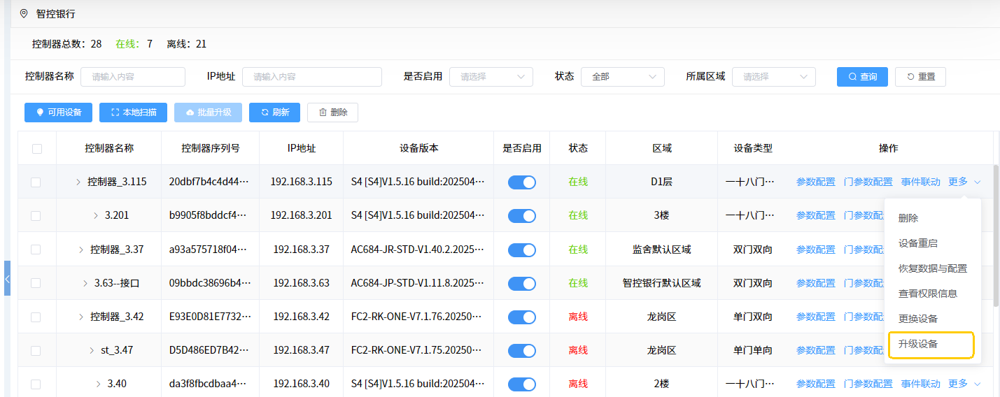 智控银行
控制器总数：28 在线： 7 离线：21
控制器名称 请输入内容 IP地址 请输入内容 是否启用 请选择 状态 全部 所属区域 请选择 查询 重置
可用设备 本地扫描 批量升级 刷新 删除
控制器名称 控制器序列号 IP地址 设备版本 是否启用 状态 区域 设备类型 操作
控制器_3.115 20dbf7b4c4d44··· 192.168.3.115 S4 [S4]V1.5.16 build:202504··· 在线 D1层 一十八门··· 参数配置 门参数配置 事件联动 更多
3.201 b9905f8bddcf4··· 192.168.3.201 S4 [S4]V1.5.16 build:202504··· 在线 3楼 一十八门··· 参数配置 门参数配
删除
设备重启
控制器_3.37 a93a575718f04··· 192.168.3.37 AC684-JR-STD-V1.40.2.2025··· 在线 监舍默认区域 双门双向 参数配置 门参数配
恢复数据与配置
3.63--接口 09bbdc38696b4··· 192.168.3.63 AC684-JP-STD-V1.11.8.2025··· 在线 智控银行默认区域 双门双向 参数配置 门参数配
查看权限信息
控制器_3.42 E93E0D81E7732··· 192.168.3.42 FC2-RK-ONE-V7.1.76.20250··· 离线 龙岗区 单门双向 参数配置 门参数配
更换设备
升级设备
st_3.47 D5D486ED7B42··· 192.168.3.47 FC2-RK-ONE-V7.1.75.20250··· 离线 龙岗区 单门单向 参数配置 门参数配
3.40 da3f8fbcdbaa4··· 192.168.3.40 S4 [S4]V1.5.16 build:202504··· 离线 2楼 一十八门··· 参数配置 门参数配置 事件联动 更多